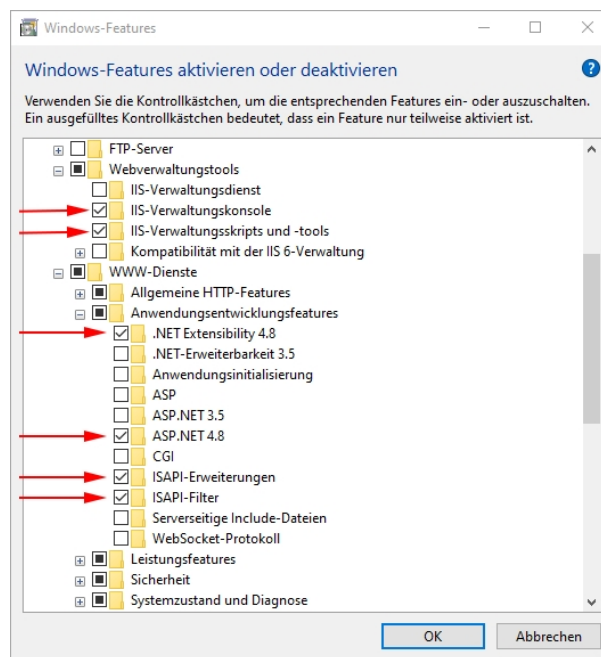 Windows-Features
Windows-Features aktivieren oder deaktivieren
Verwenden Sie die Kontrollkästchen, um die entsprechenden Features ein- oder auszuschalten.
Ein ausgefülltes Kontrollkästchen bedeutet, dass ein Feature nur teilweise aktiviert ist.
FTP-Server
Webverwaltungstools
IIS-Verwaltungsdienst
IIS-Verwaltungskonsole
IIS-Verwaltungsskripts und -tools
Kompatibilität mit der IIS 6-Verwaltung
WWW-Dienste
Allgemeine HTTP-Features
Anwendungsentwicklungsfeatures
.NET Extensibility 4.8
.NET-Erweiterbarkeit 3.5
Anwendungsinitialisierung
ASP
ASP.NET 3.5
ASP.NET 4.8
CGI
ISAPI-Erweiterungen
ISAPI-Filter
Serverseitige Include-Dateien
WebSocket-Protokoll
Leistungsfeatures
Sicherheit
Systemzustand und Diagnose
OK Abbrechen